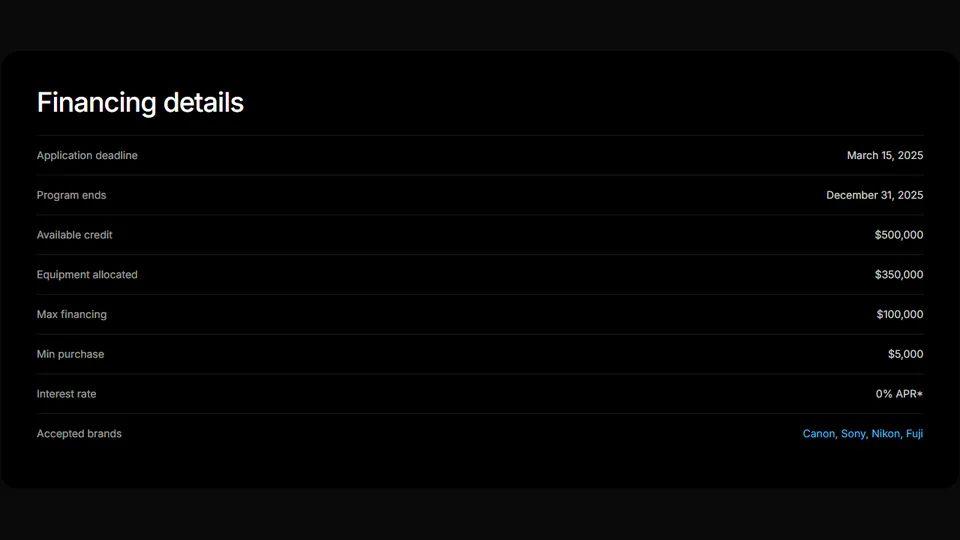 Financing details
Application deadline March 15, 2025
Program ends December 31, 2025
Available credit $500,000
Equipment allocated $350,000
Max financing $100,000
Min purchase $5,000
Interest rate 0% APR*
Accepted brands Canon, Sony, Nikon, Fuji